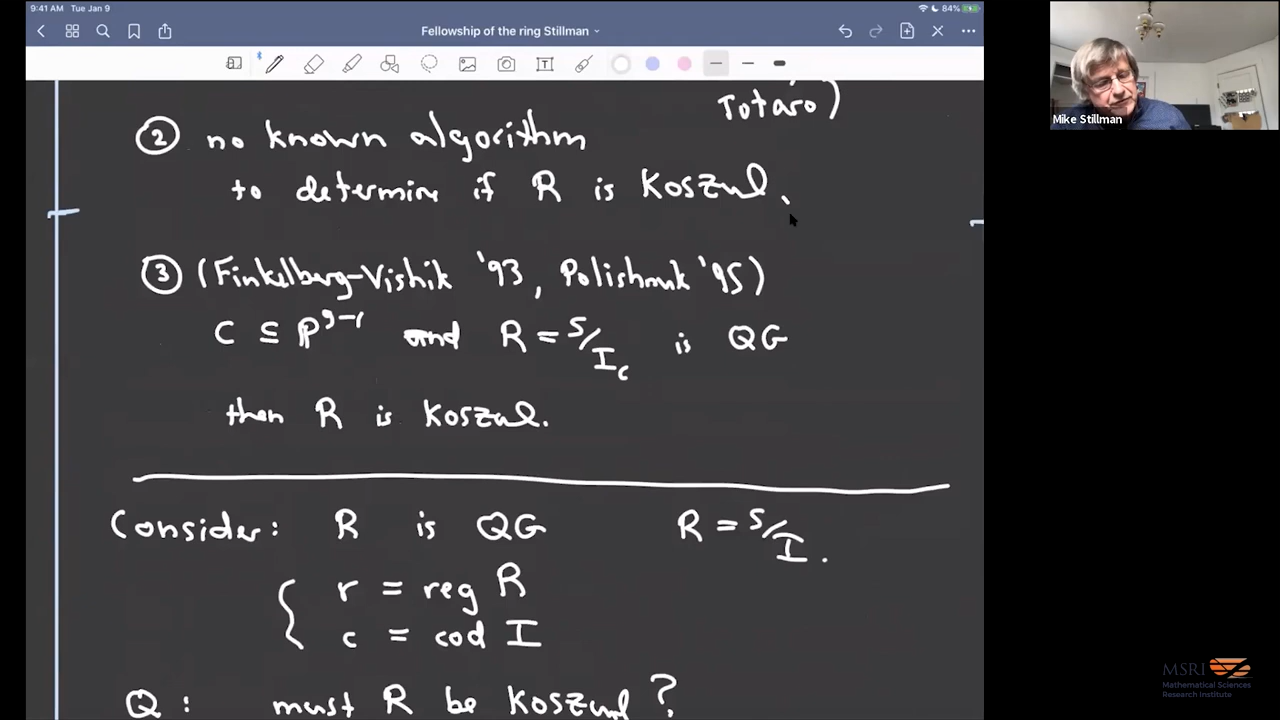 9:41 AM Tue Jan 9
84%
Fellowship of the ring Stillman
Totaro)
② no known algorithm
to determine if R is Koszul.
③ (Finkelberg-Vishik '93, Polishchuk '95)
C ⊆ P^{g-1} and R = S/I_C is QG
then R is Koszul.
Consider: R is QG R = S/I.
{ r = reg R
c = cod I
Q: must R be Koszul?
Mike Stillman
MSRI
Mathematical Sciences
Research Institute